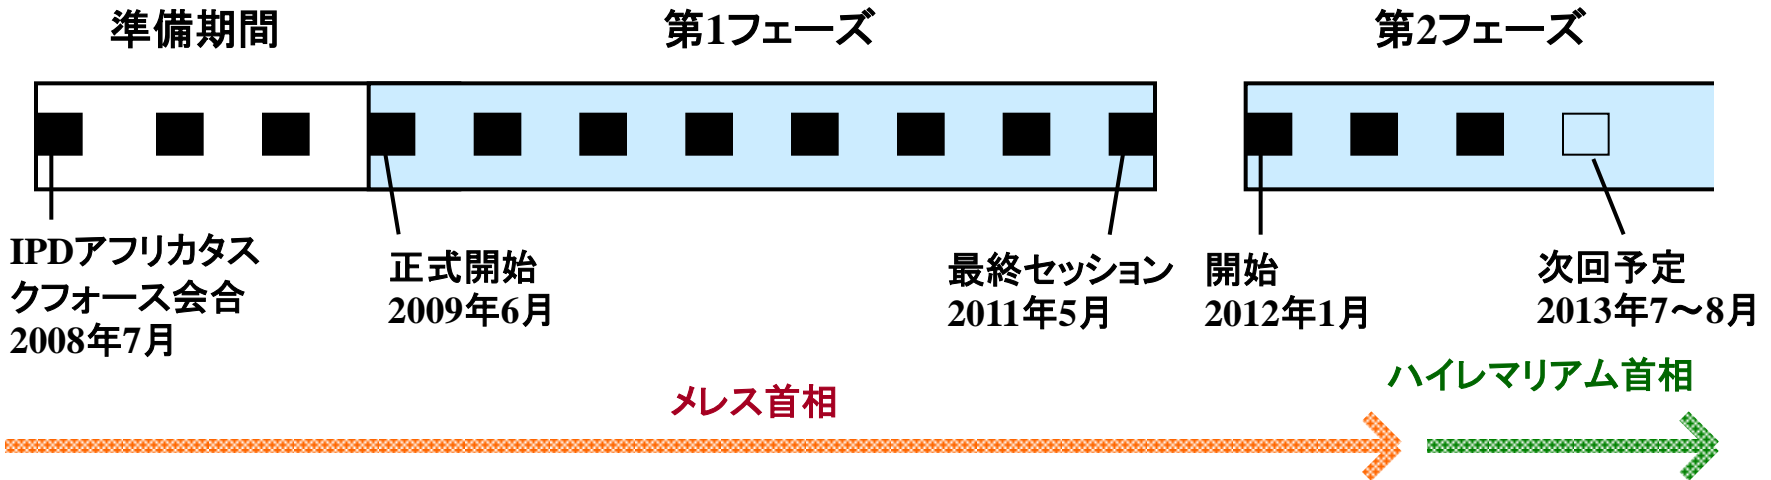 準備期間
第1フェーズ
第2フェーズ
IPDアフリカタス
クフォース会合
2008年7月
正式開始
2009年6月
最終セッション
2011年5月
開始
2012年1月
次回予定
2013年7～8月
メレス首相
ハイレマリアム首相